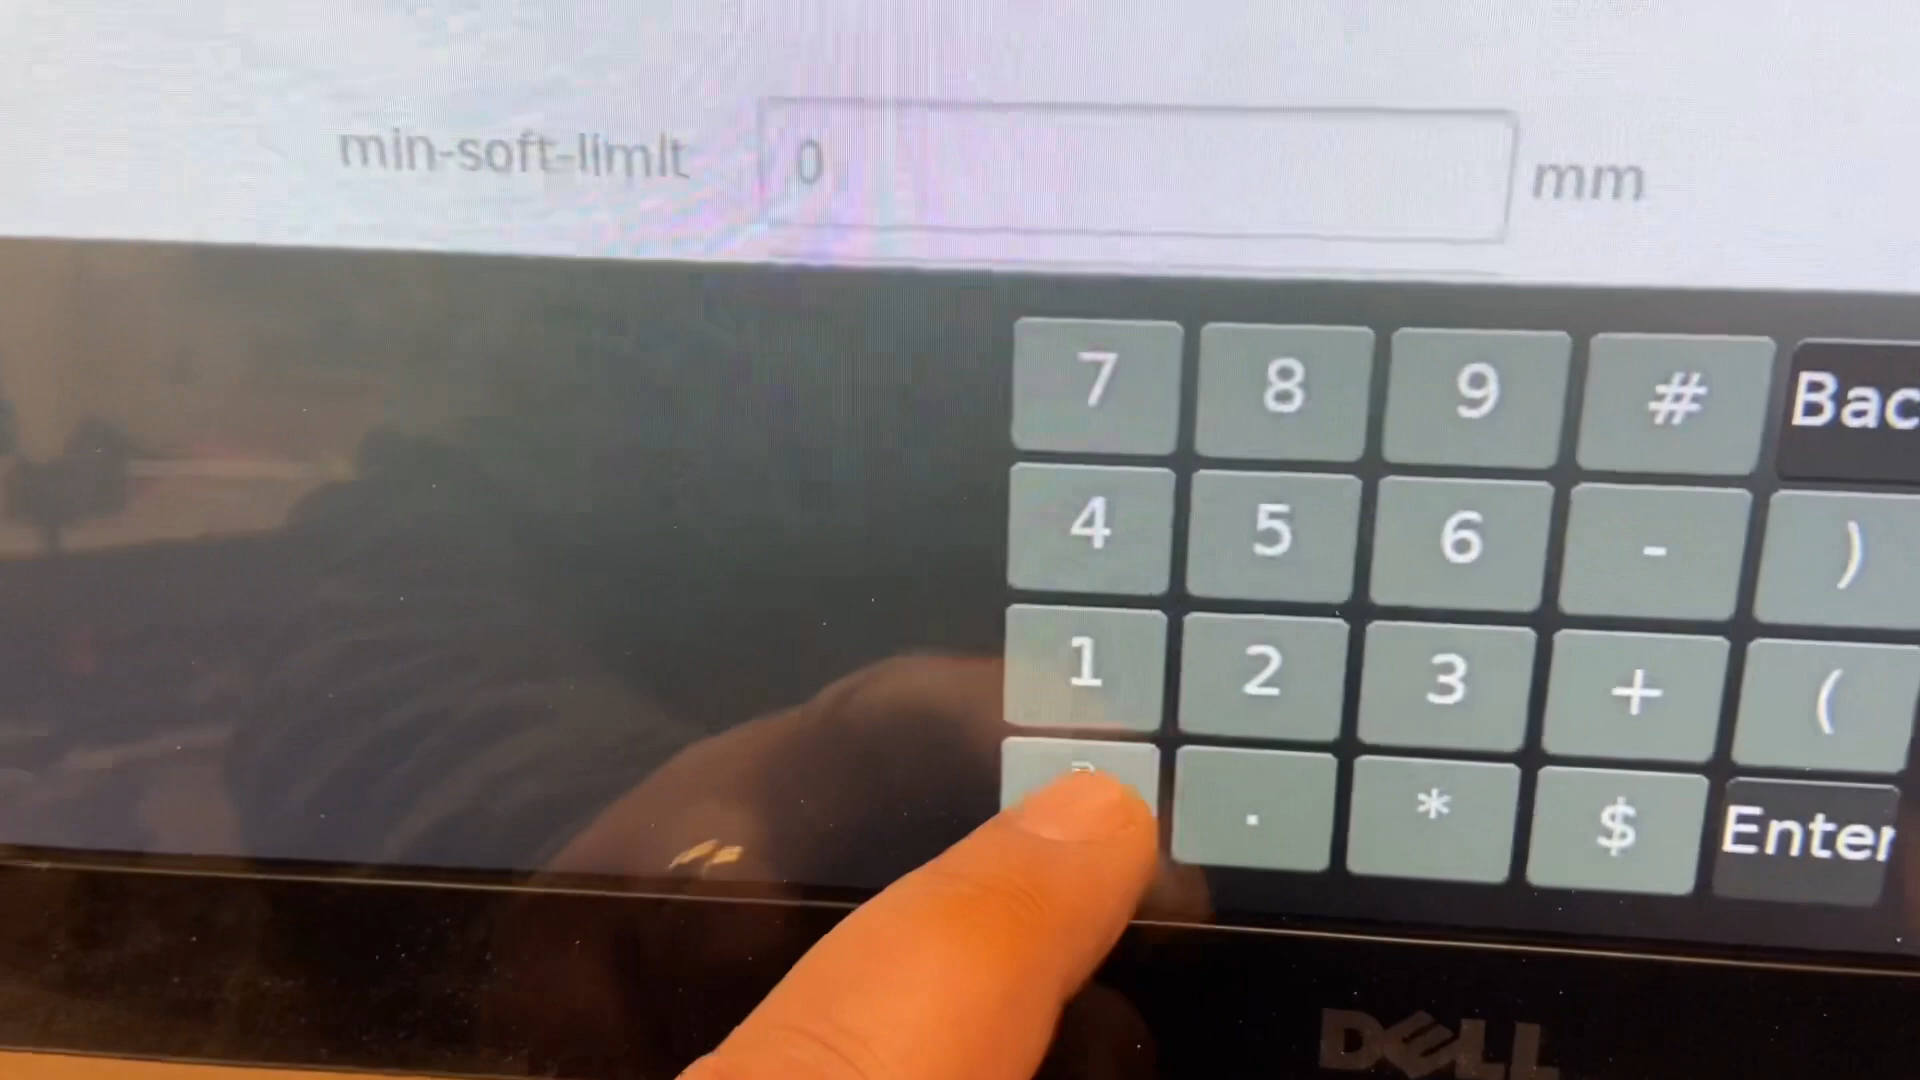 min-soft-limit 0 mm
7 8 9 # Bac
4 5 6 - )
1 2 3 + (
. * $ Enter
DELL